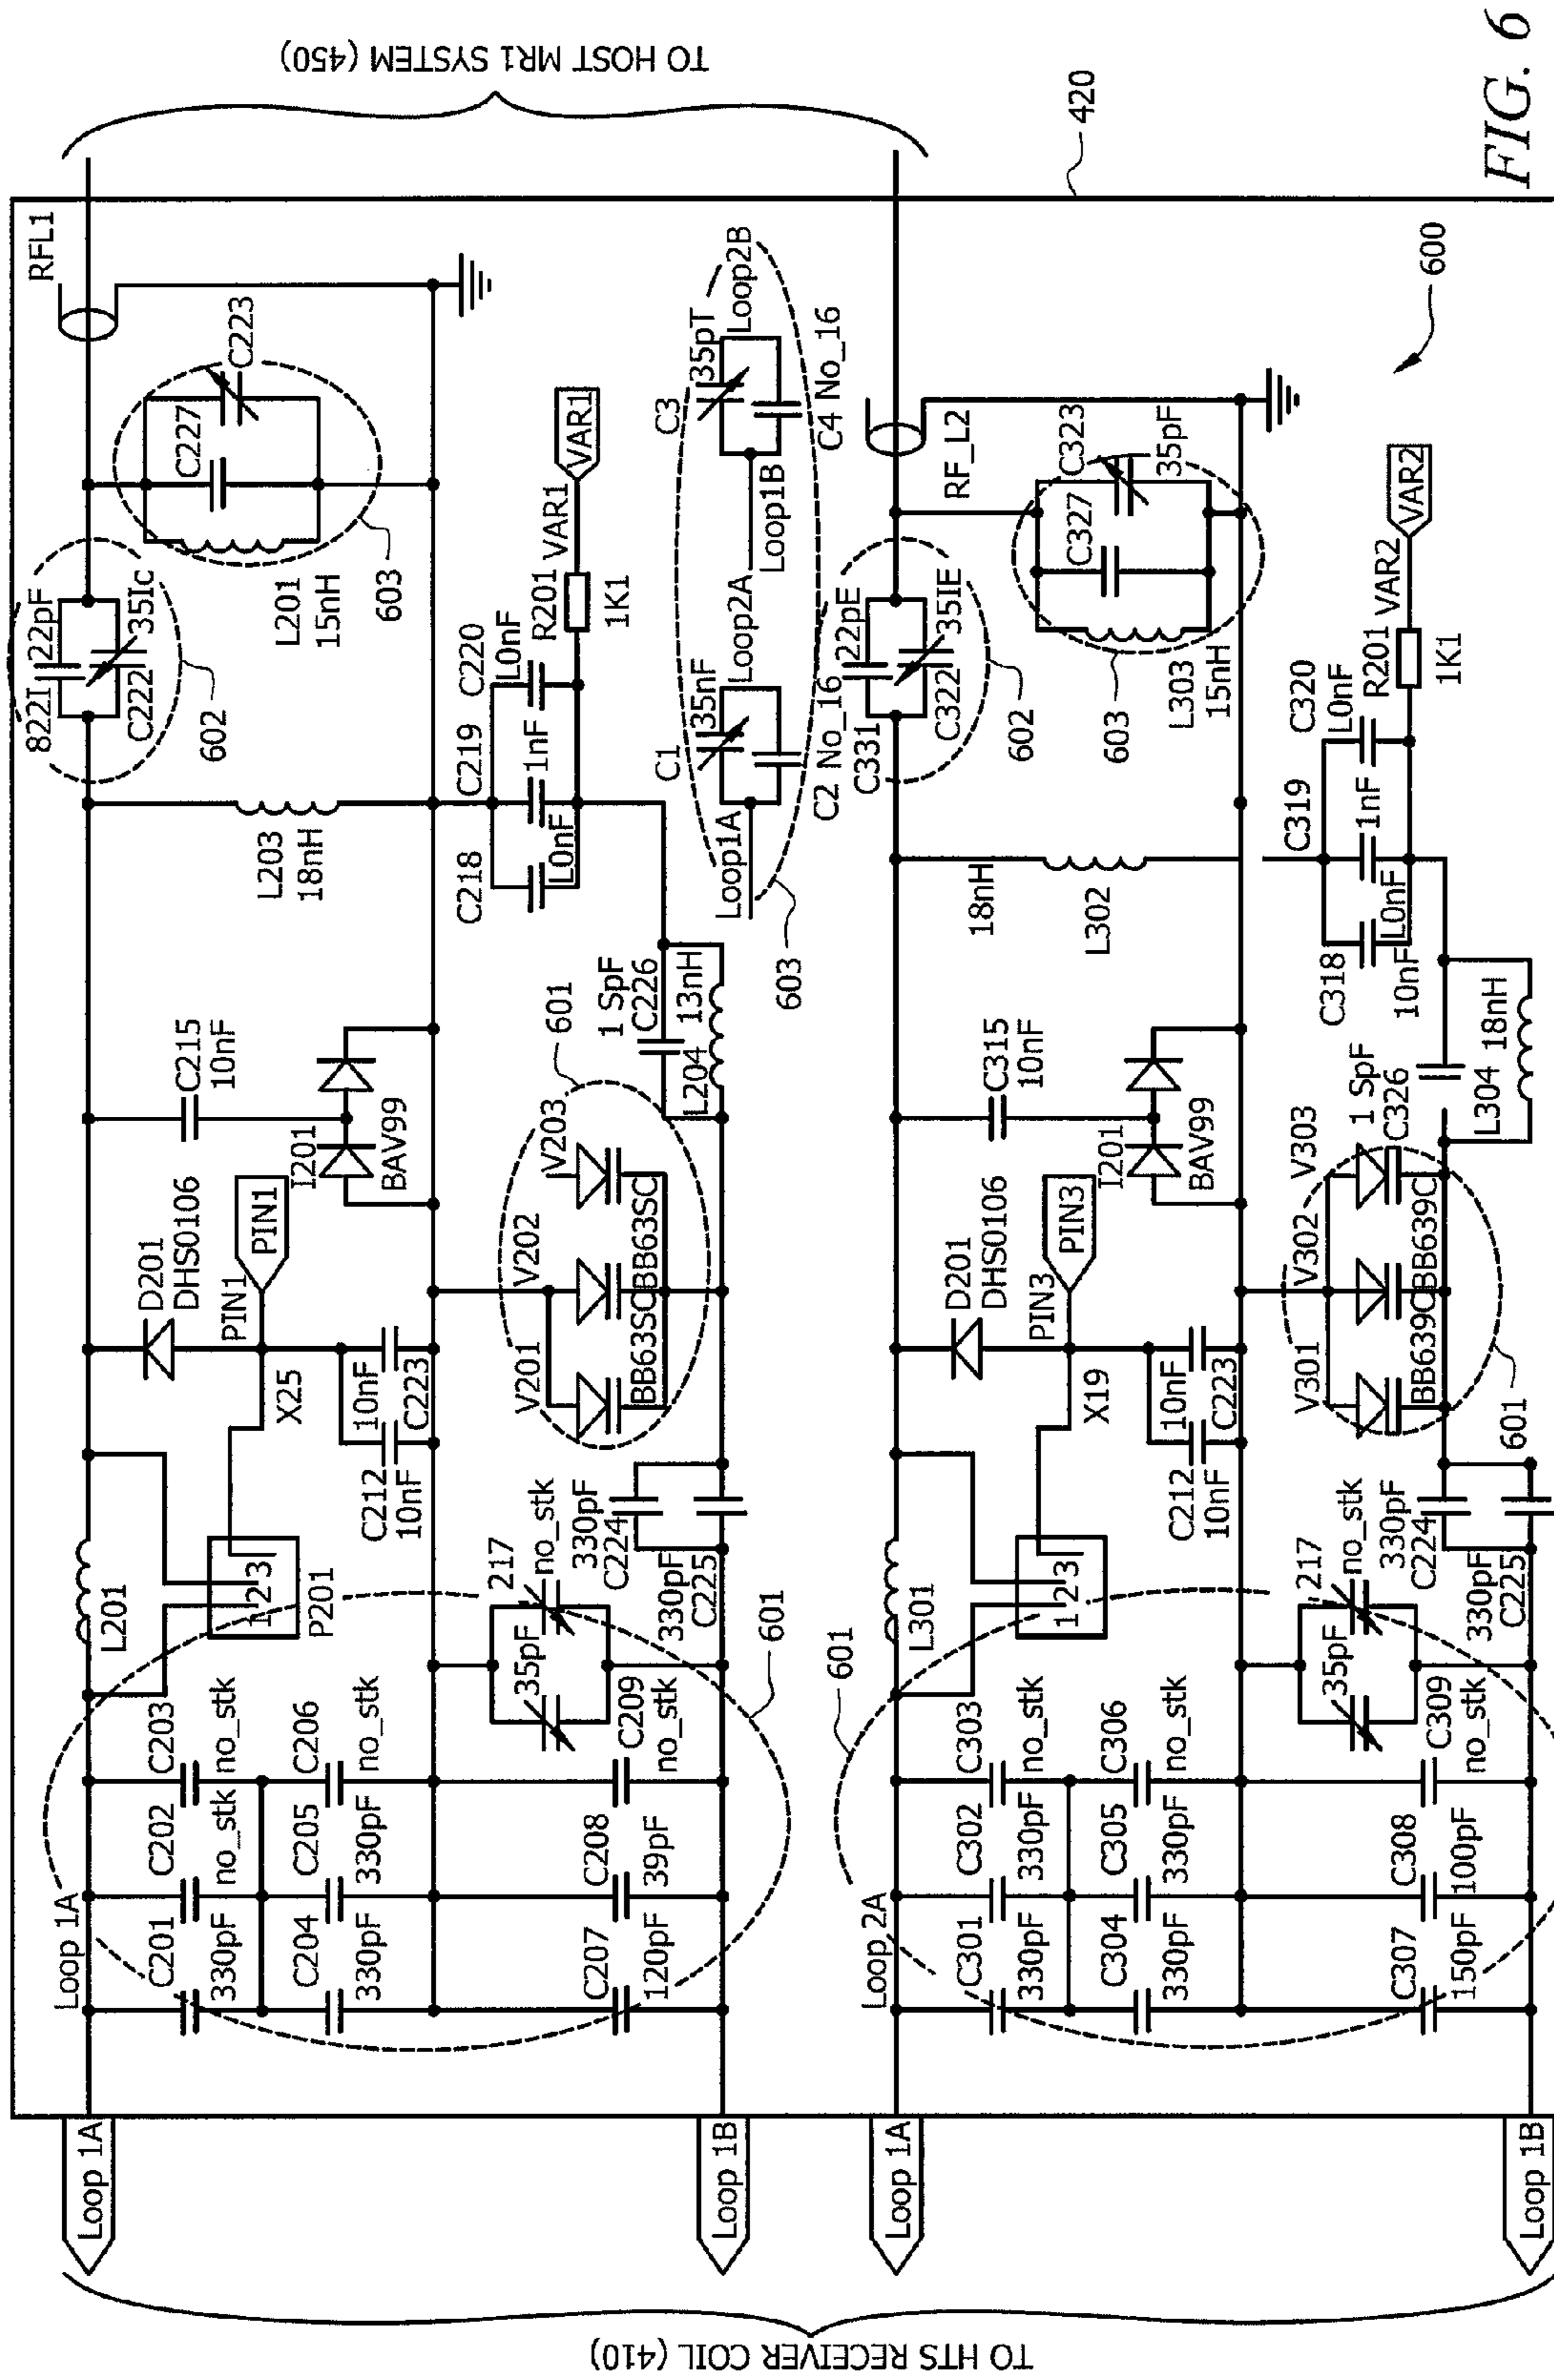 TO HOST MR1 SYSTEM (450)
420
FIG. 6
600
RFL1
822I
22pF
C222
35Ic
602
C227
C223
L201
15nH
603
L203
18nH
C218
L0nF
C219
1nF
C220
L0nF
R201
1K1
VAR1
VAR1
C1
35nF
Loop1A
Loop2A
C2 No_16
C3
35pT
Loop1B
Loop2B
C4 No_16
603
C215
10nF
I201
BAV99
D201
DHS0106
PIN1
PIN1
X25
10nF
C223
C212
10nF
L201
1 2 3
P201
Loop 1A
Loop 1A
C201
330pF
C202
no_stk
C203
no_stk
C204
330pF
C205
330pF
C206
no_stk
C207
120pF
C208
39pF
C209
no_stk
35pF
217
no_stk
330pF
C224
330pF
C225
601
V201
V202
V203
BB63SC
BB63SC
601
1 SpF
C226
13nH
L204
Loop 1B
RF_L2
C331
22pE
C322
35IE
602
C327
C323
35pF
L303
15nH
603
18nH
L302
C318
10nF
L0nF
C319
1nF
C320
L0nF
R201
1K1
VAR2
VAR2
C315
10nF
I201
BAV99
D201
DHS0106
PIN3
PIN3
X19
10nF
C223
C212
10nF
L301
1 2 3
Loop 1A
Loop 2A
C301
330pF
C302
330pF
C303
no_stk
C304
330pF
C305
330pF
C306
no_stk
C307
150pF
C308
100pF
C309
no_stk
35pF
217
no_stk
330pF
C224
330pF
C225
601
V301
V302
V303
BB639C
BB639C
601
1 SpF
C326
18nH
L304
Loop 1B
TO HTS RECEIVER COIL (410)